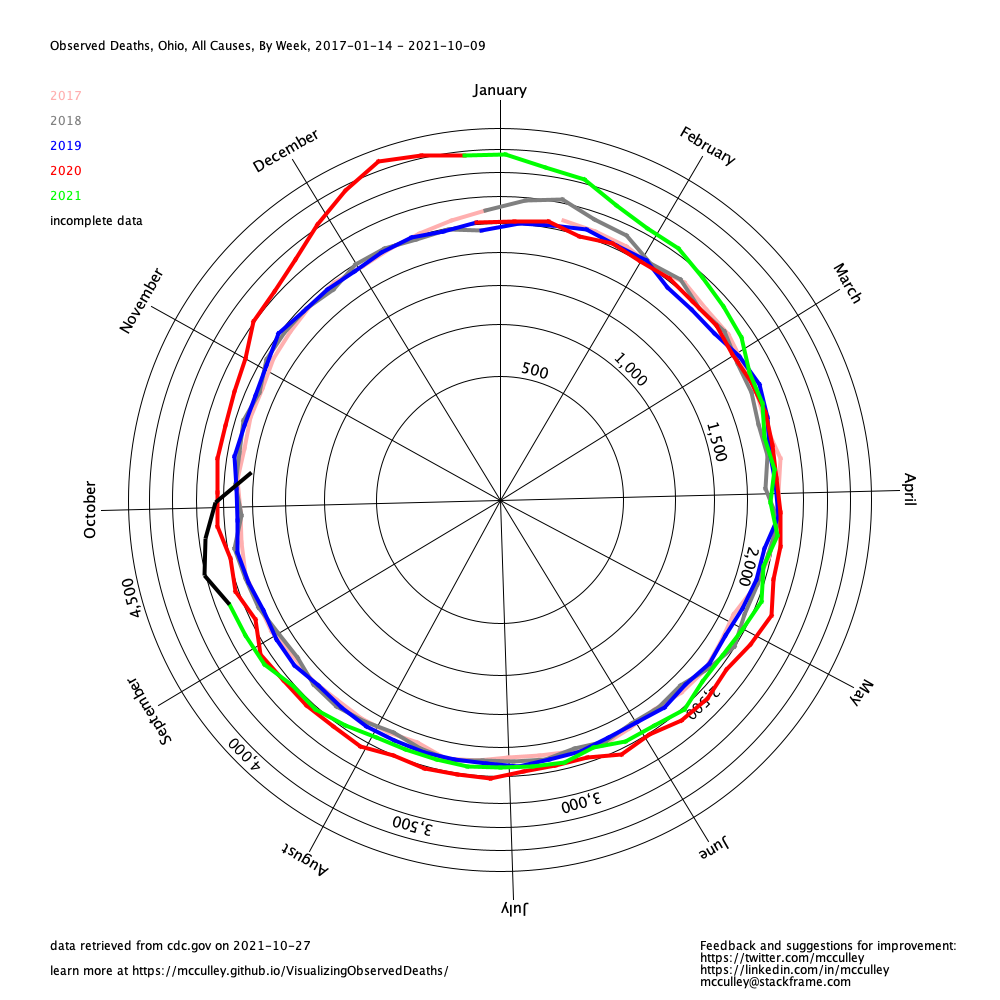 Observed Deaths, Ohio, All Causes, By Week, 2017-01-14 - 2021-10-09
2017
2018
2019
2020
2021
incomplete data
January
February
March
April
May
June
July
August
September
October
November
December
500
1,000
1,500
2,000
2,500
3,000
3,500
4,000
4,500
data retrieved from cdc.gov on 2021-10-27
learn more at https://mcculley.github.io/VisualizingObservedDeaths/
Feedback and suggestions for improvement:
https://twitter.com/mcculley
https://linkedin.com/in/mcculley
mcculley@stackframe.com